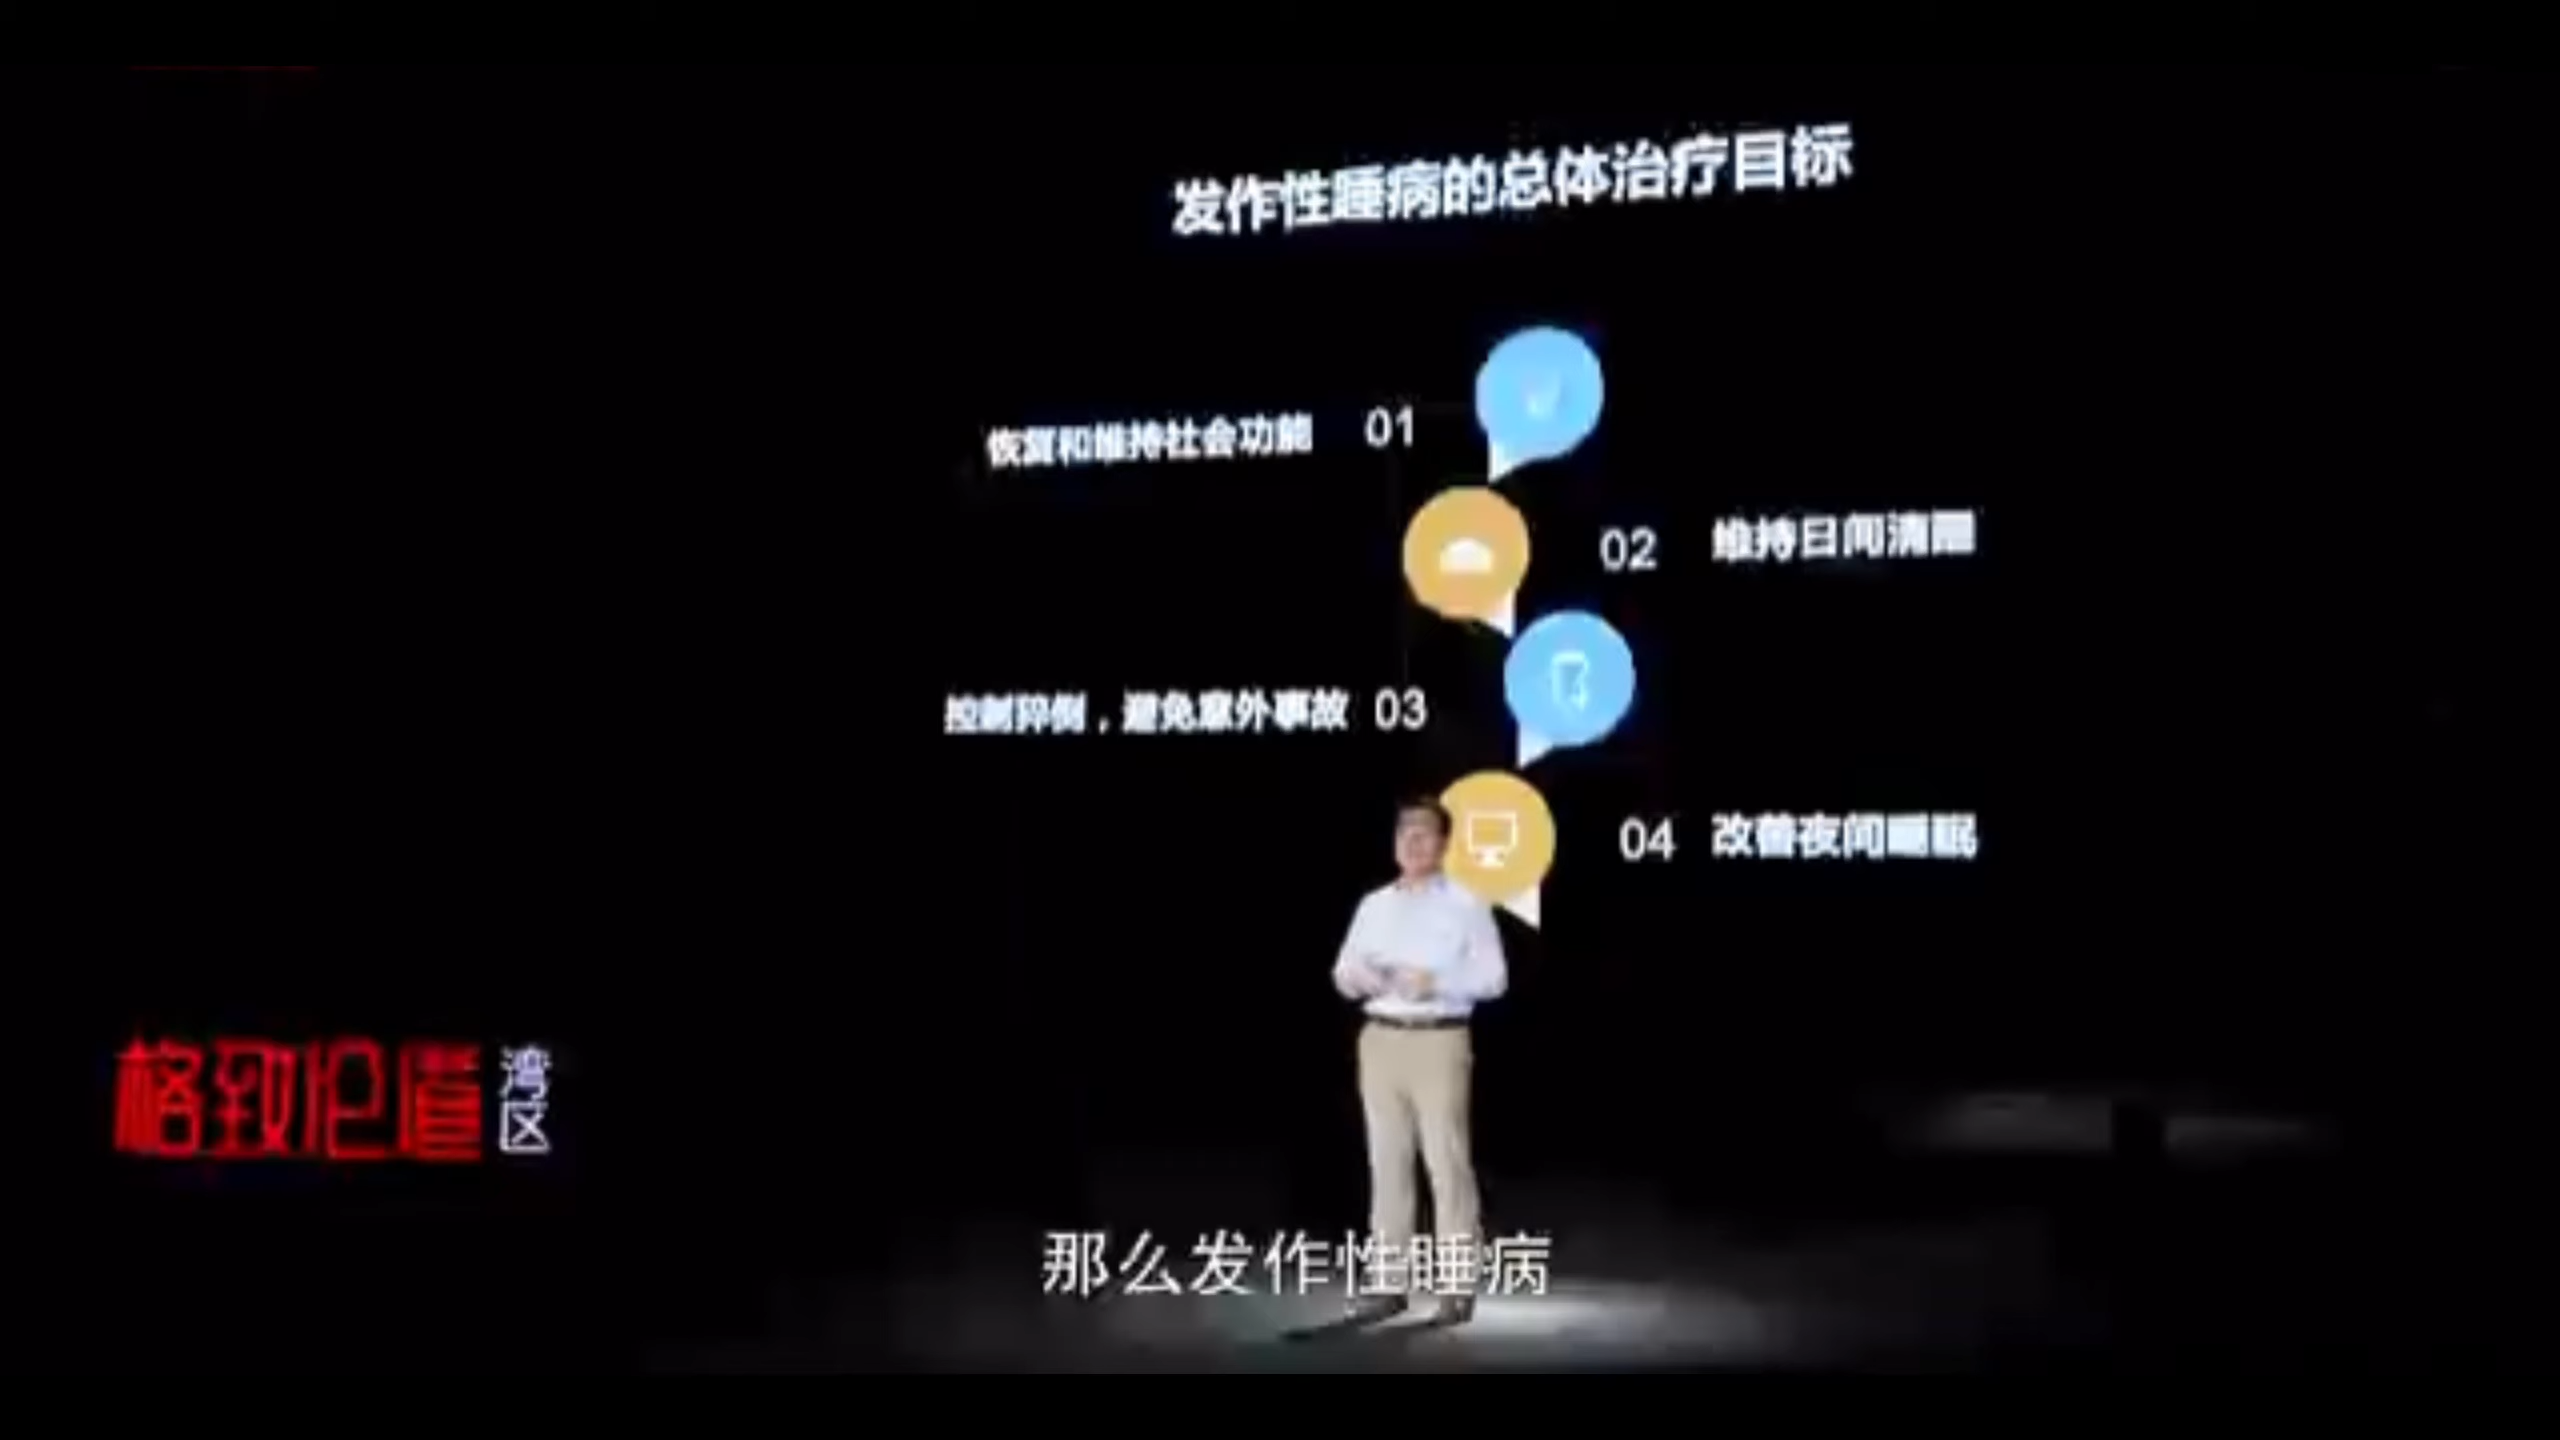 发作性睡病的总体治疗目标
恢复和维持社会功能 01
02 维持日间清醒
控制猝倒，避免意外事故 03
04 改善夜间睡眠
格致论道 湾区
那么发作性睡病